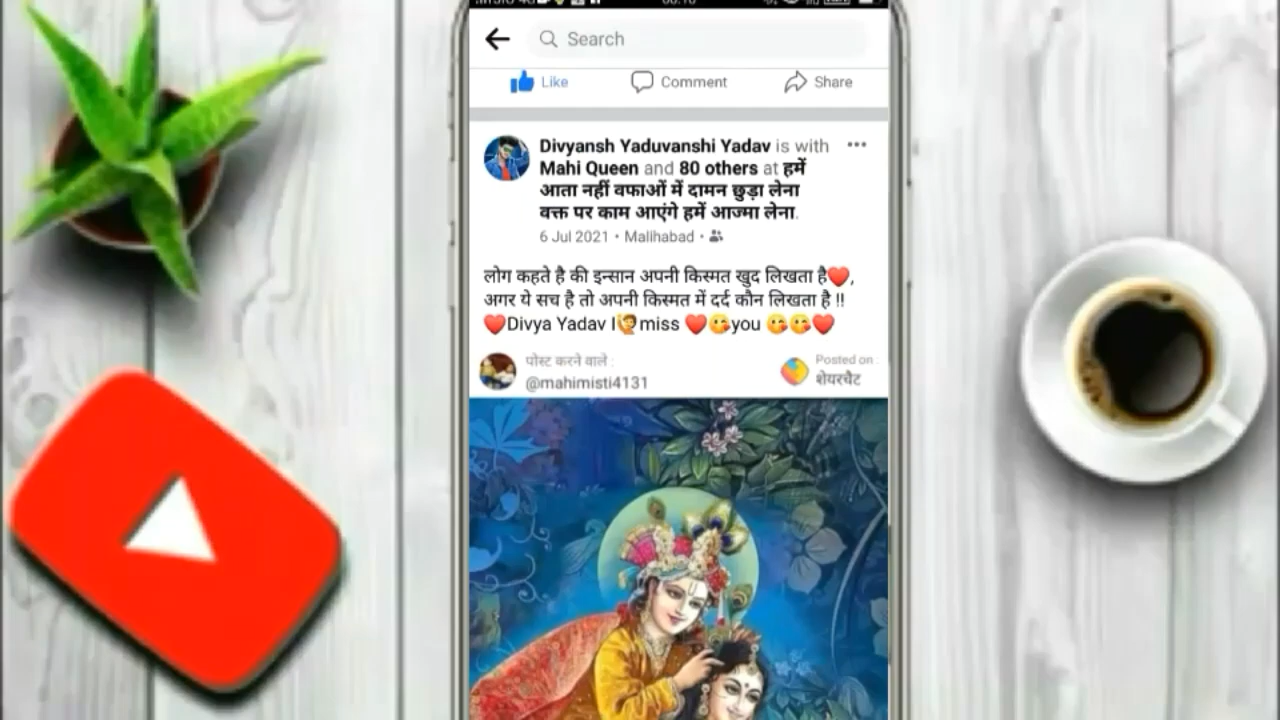 Search
Like Comment Share
Divyansh Yaduvanshi Yadav is with
Mahi Queen and 80 others at हमें
आता नहीं वफाओं में दामन छुड़ा लेना
वक्त पर काम आएंगे हमें आज्मा लेना.
6 Jul 2021 • Malihabad •
लोग कहते है की इन्सान अपनी किस्मत खुद लिखता है❤️,
अगर ये सच है तो अपनी किस्मत में दर्द कौन लिखता है !!
❤️Divya Yadav I🙋miss ❤️😘you 😘😘❤️
पोस्ट करने वाले :
@mahimisti4131
Posted on :
शेयरचैट